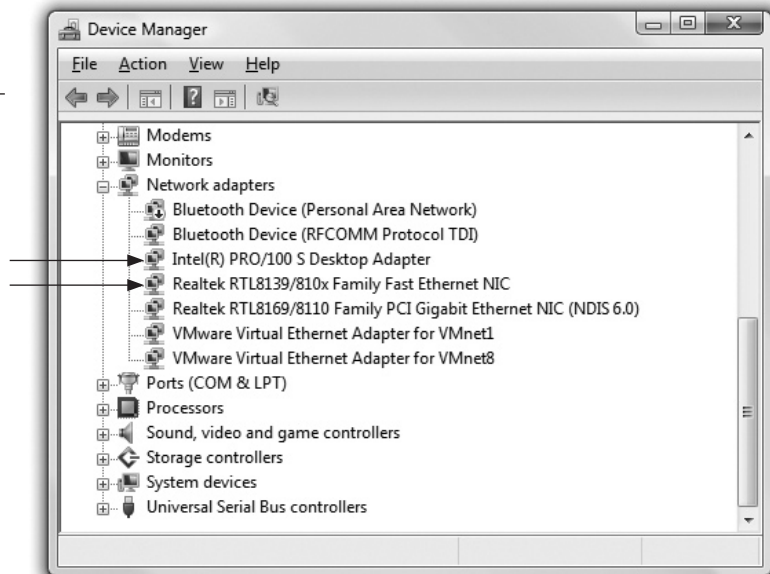 Device Manager
File Action View Help
Modems
Monitors
Network adapters
Bluetooth Device (Personal Area Network)
Bluetooth Device (RFCOMM Protocol TDI)
Intel(R) PRO/100 S Desktop Adapter
Realtek RTL8139/810x Family Fast Ethernet NIC
Realtek RTL8169/8110 Family PCI Gigabit Ethernet NIC (NDIS 6.0)
VMware Virtual Ethernet Adapter for VMnet1
VMware Virtual Ethernet Adapter for VMnet8
Ports (COM & LPT)
Processors
Sound, video and game controllers
Storage controllers
System devices
Universal Serial Bus controllers